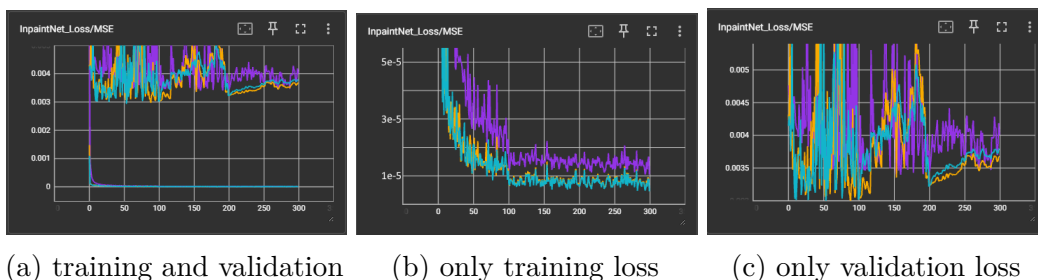 InpaintNet_Loss/MSE
0.004
0.003
0.002
0.001
0
0 50 100 150 200 250 300
(a) training and validation
InpaintNet_Loss/MSE
5e-5
3e-5
1e-5
0 50 100 150 200 250 300
(b) only training loss
InpaintNet_Loss/MSE
0.005
0.0045
0.004
0.0035
0 50 100 150 200 250 300
(c) only validation loss